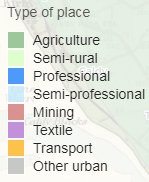 Type of place
Agriculture
Semi-rural
Professional
Semi-professional
Mining
Textile
Transport
Other urban